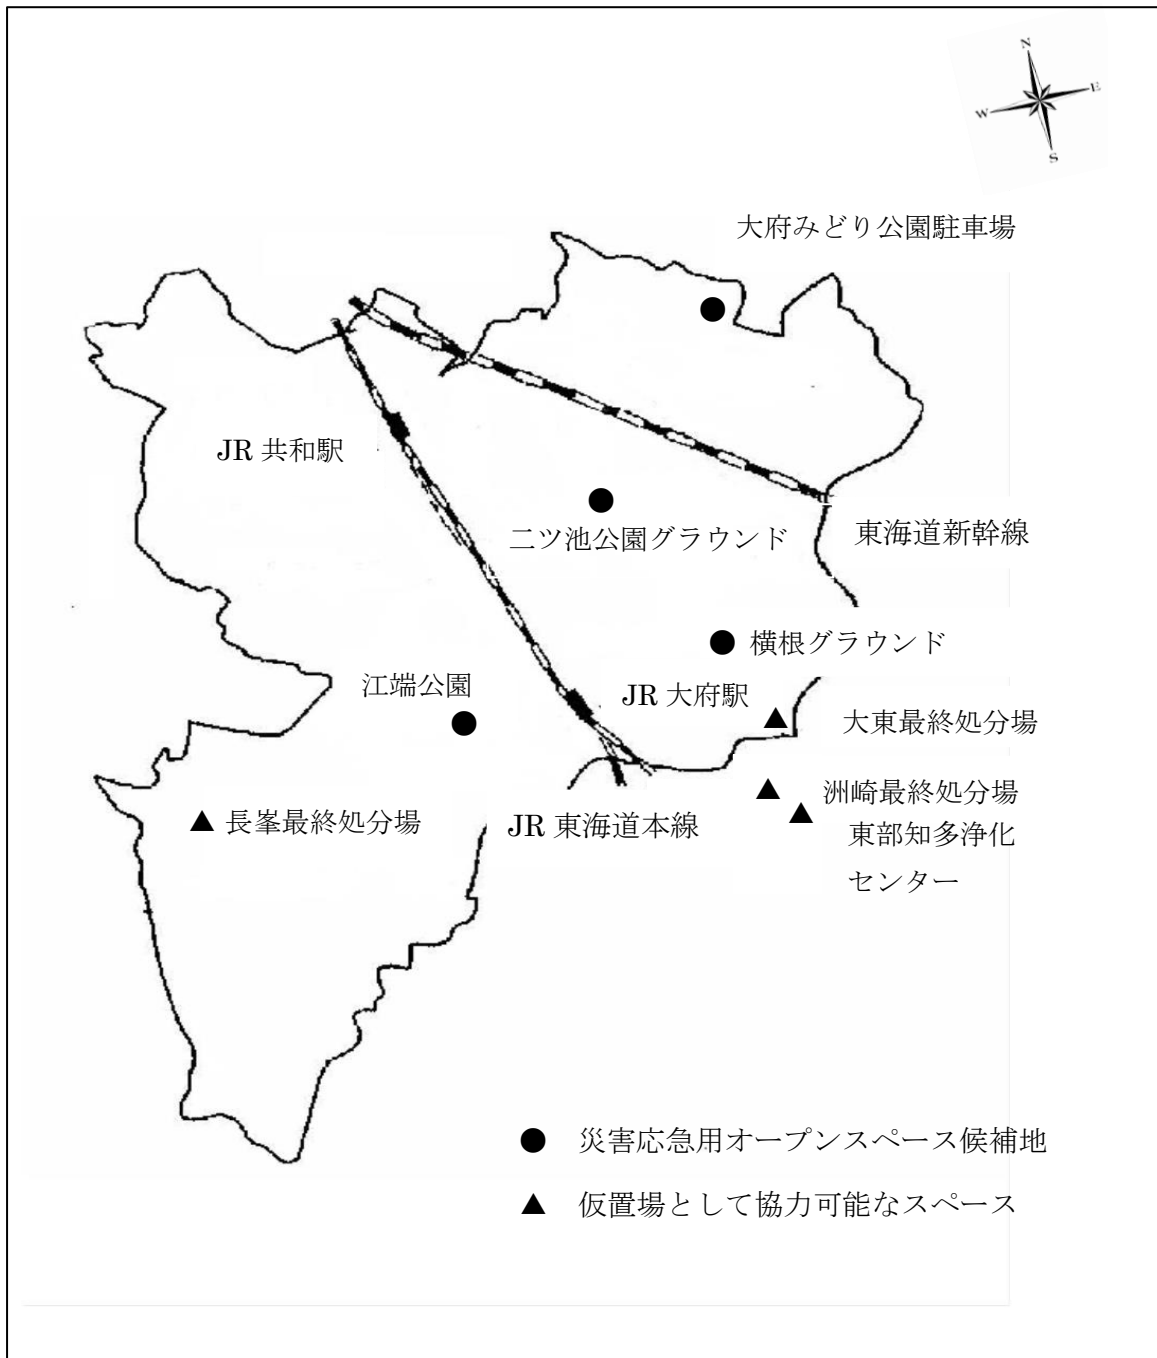 N
W E
S
大府みどり公園駐車場
JR 共和駅
二ツ池公園グラウンド
東海道新幹線
横根グラウンド
江端公園
JR 大府駅
大東最終処分場
長峯最終処分場
JR 東海道本線
洲崎最終処分場
東部知多浄化
センター
● 災害応急用オープンスペース候補地
▲ 仮置場として協力可能なスペース